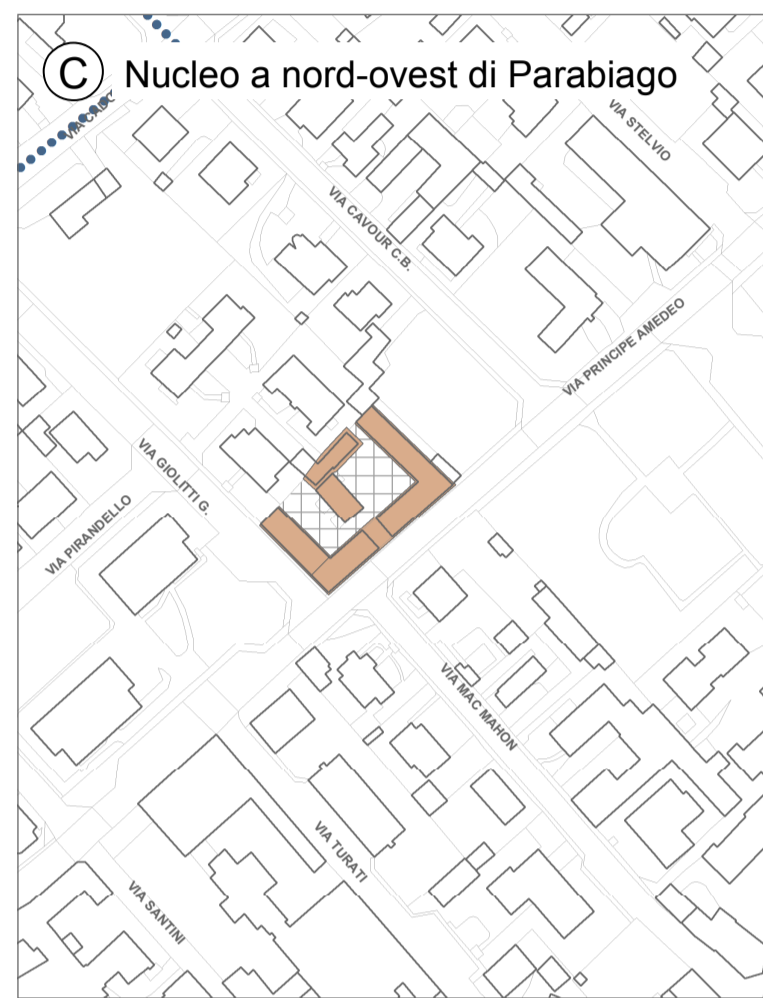 C Nucleo a nord-ovest di Parabiago
VIA STELVIO
VIA CAVOUR C.B.
VIA PRINCIPE AMEDEO
VIA GIOLITTI G.
VIA PIRANDELLO
VIA MAC MAHON
VIA TURATI
VIA SANTINI